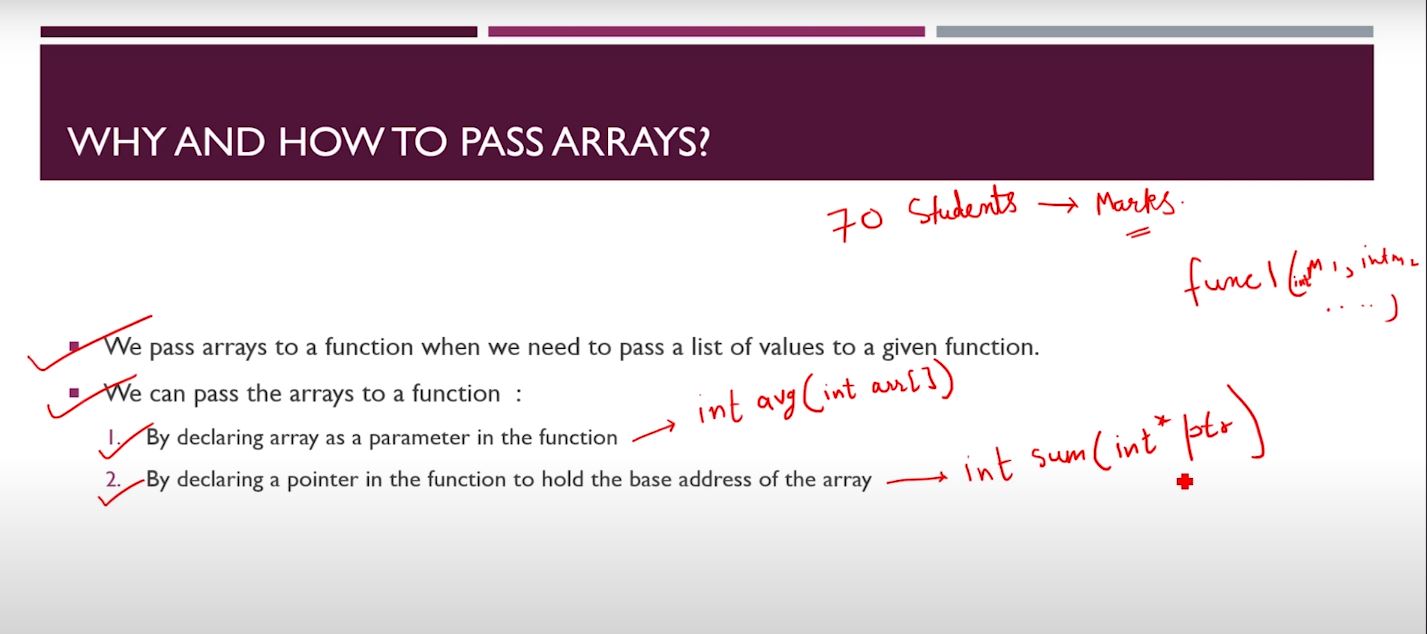 WHY AND HOW TO PASS ARRAYS?
70 Students → Marks.
func1(int M1, int m2
.... )
▪ We pass arrays to a function when we need to pass a list of values to a given function.
▪ We can pass the arrays to a function :
1. By declaring array as a parameter in the function → int avg(int arr[])
2. By declaring a pointer in the function to hold the base address of the array → int sum(int* ptr)